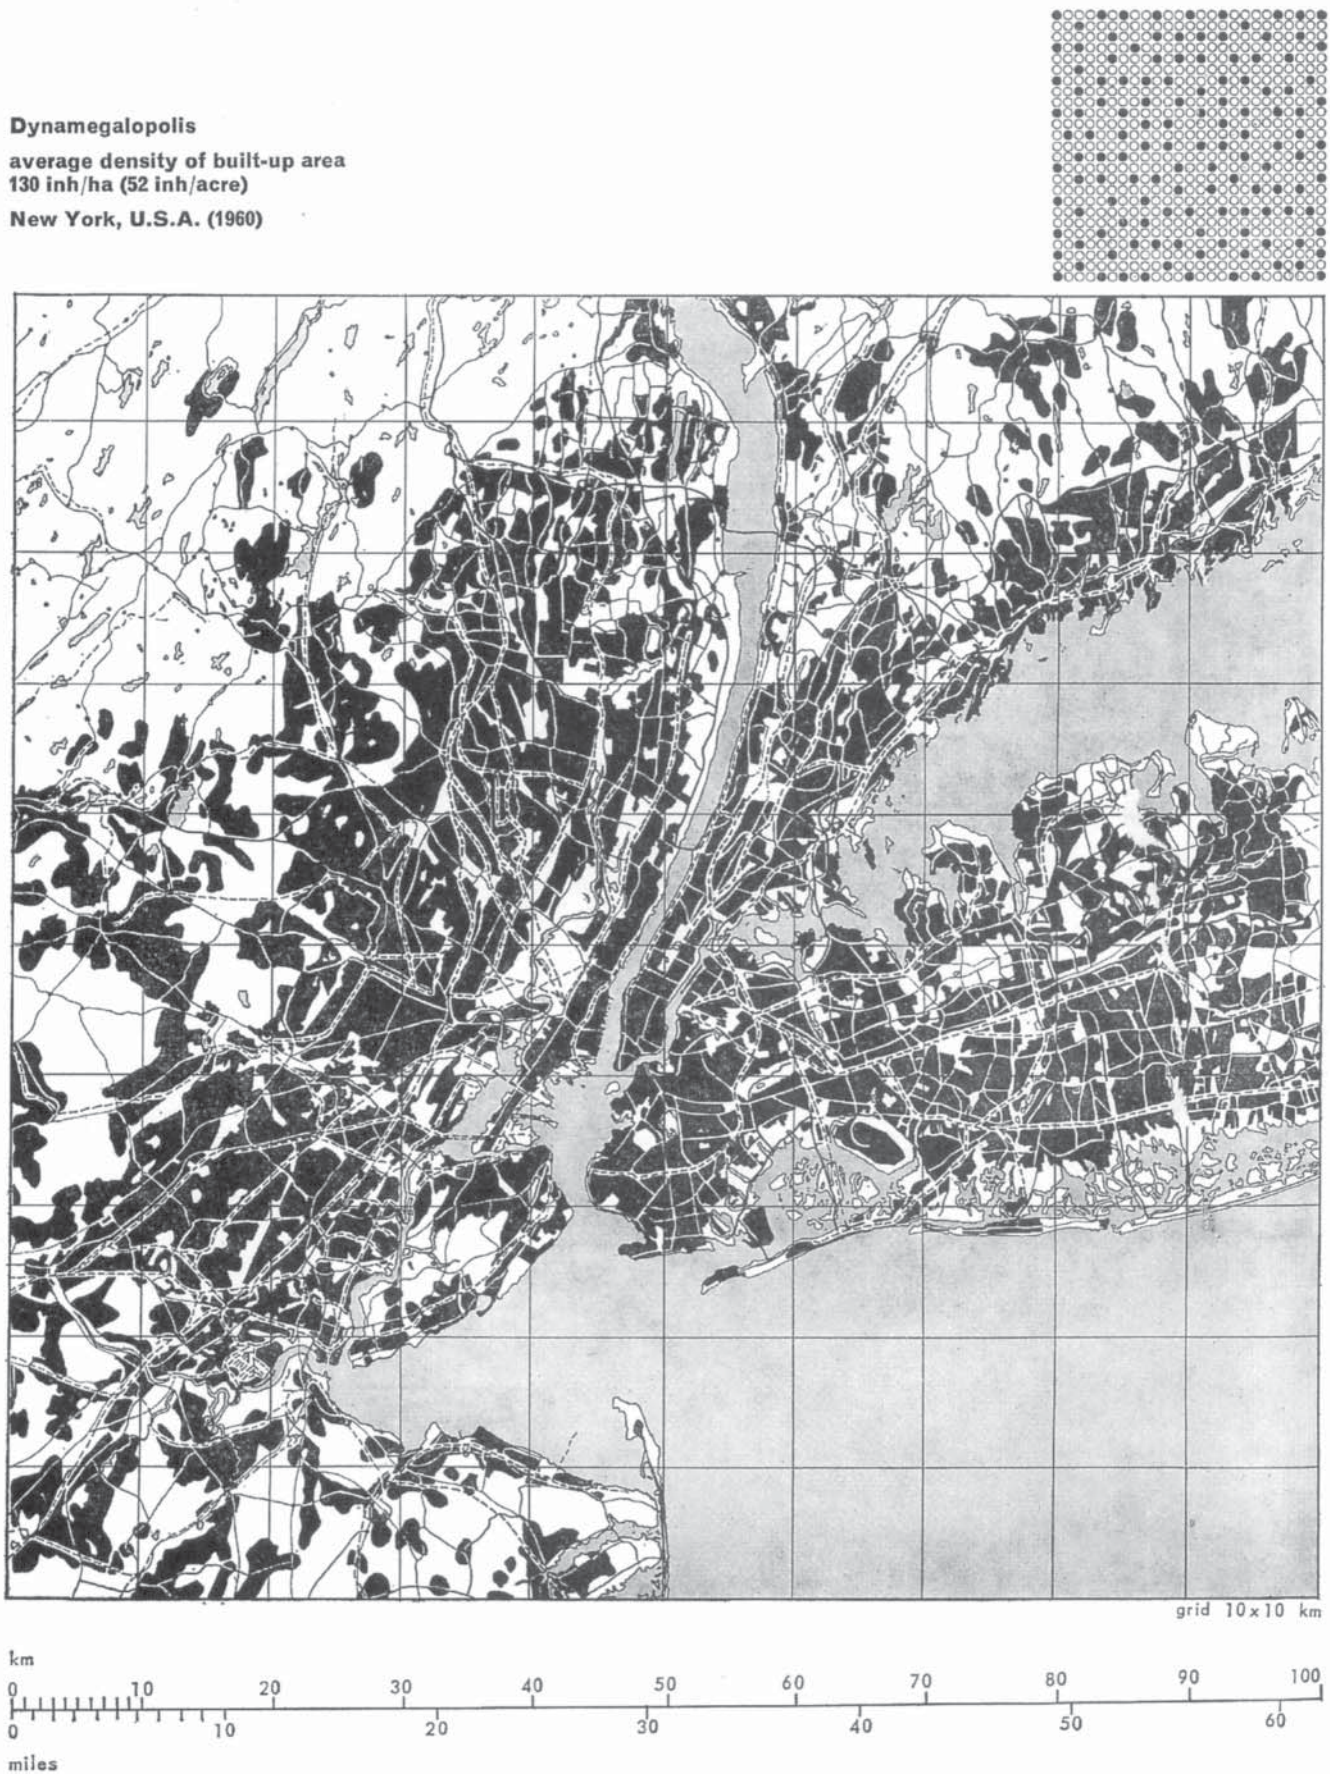 Dynamegalopolis
average density of built-up area
130 inh/ha (52 inh/acre)
New York, U.S.A. (1960)
grid 10x10 km
km
0 10 20 30 40 50 60 70 80 90 100
0 10 20 30 40 50 60
miles